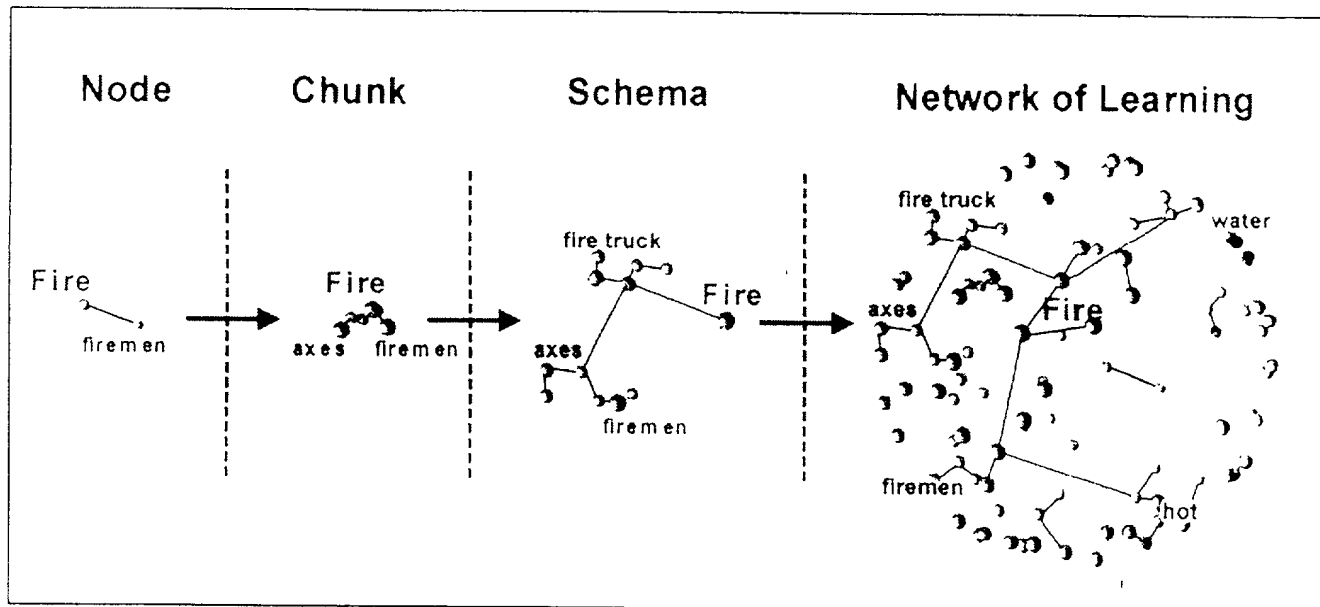 Node
Chunk
Schema
Network of Learning
Fire
firemen
Fire
axes firemen
fire truck
Fire
axes
firemen
fire truck
water
axes
Fire
firemen
hot